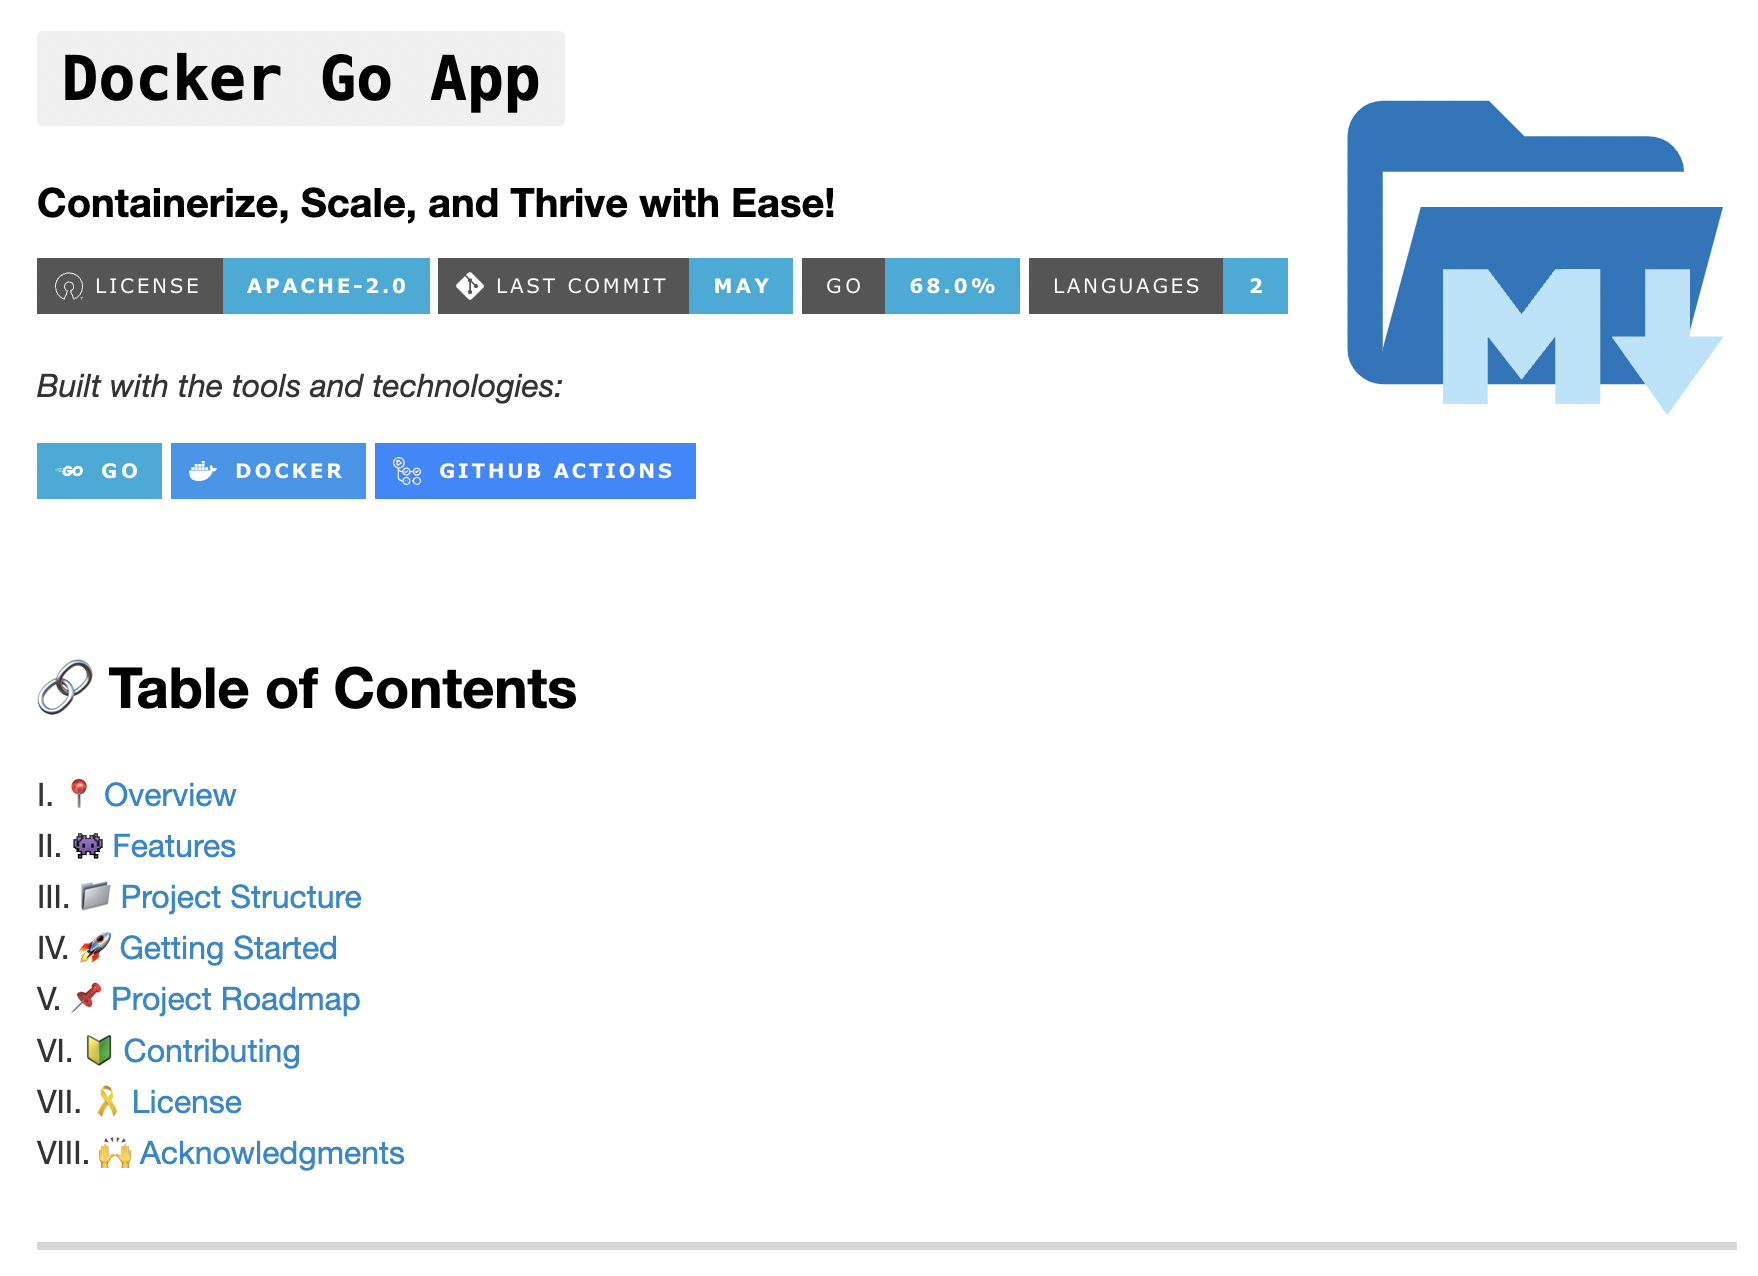 Docker Go App
Containerize, Scale, and Thrive with Ease!
LICENSE APACHE-2.0 LAST COMMIT MAY GO 68.0% LANGUAGES 2
M
Built with the tools and technologies:
GO GO DOCKER GITHUB ACTIONS
Table of Contents
I. Overview
II. Features
III. Project Structure
IV. Getting Started
V. Project Roadmap
VI. Contributing
VII. License
VIII. Acknowledgments